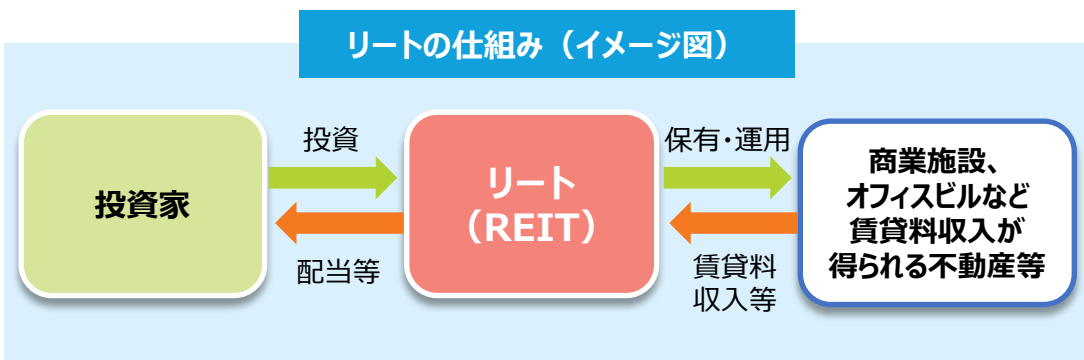 リートの仕組み（イメージ図）
投資家
投資
配当等
リート
（REIT）
保有・運用
賃貸料
収入等
商業施設、
オフィスビルなど
賃貸料収入が
得られる不動産等